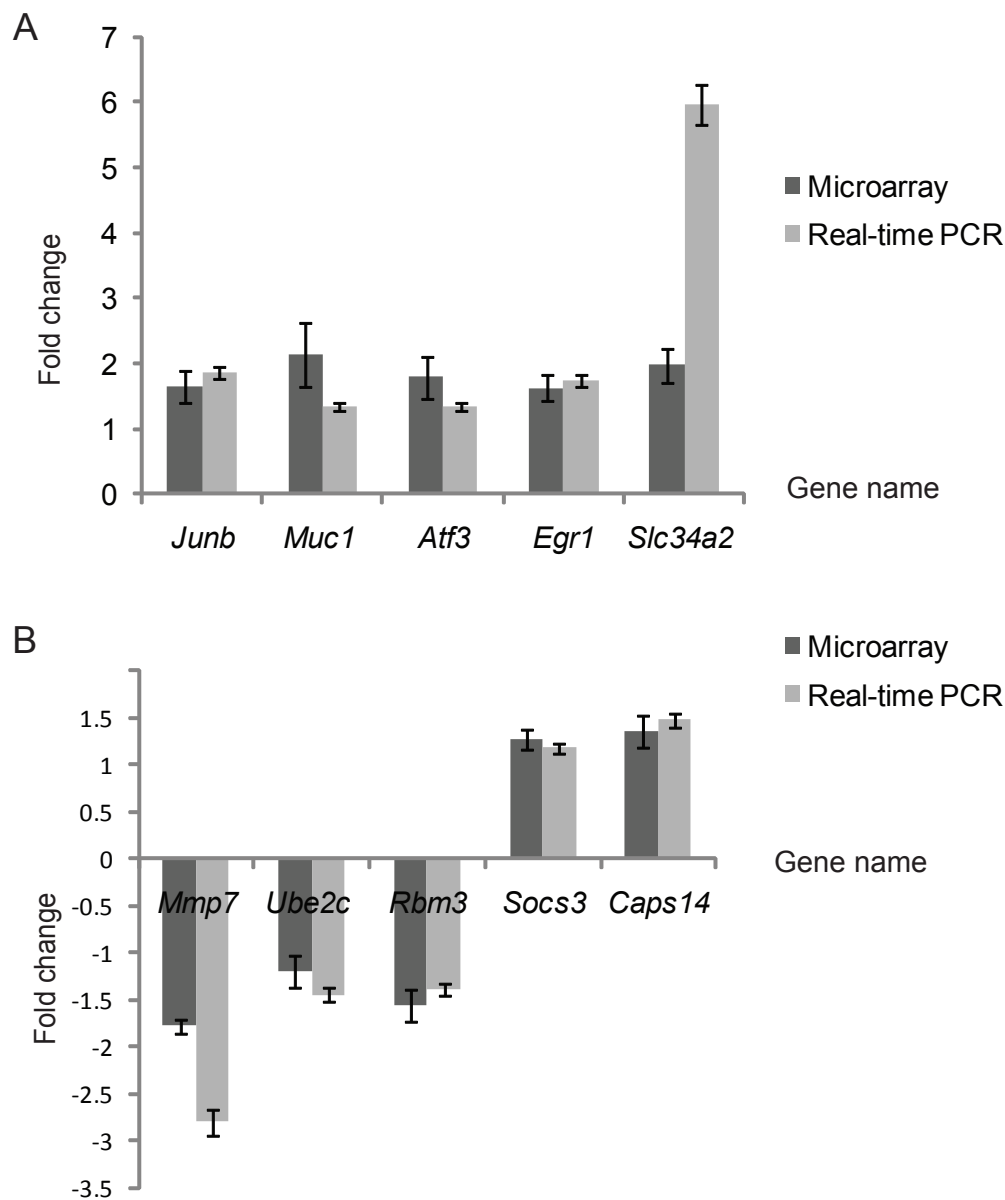 A
7
6
5
4
3
2
1
0
Fold change
Microarray
Real-time PCR
Gene name
Junb Muc1 Atf3 Egr1 Slc34a2
B
Microarray
Real-time PCR
1.5
1
0.5
0
-0.5
-1
-1.5
-2
-2.5
-3
-3.5
Fold change
Gene name
Mmp7 Ube2c Rbm3 Socs3 Caps14